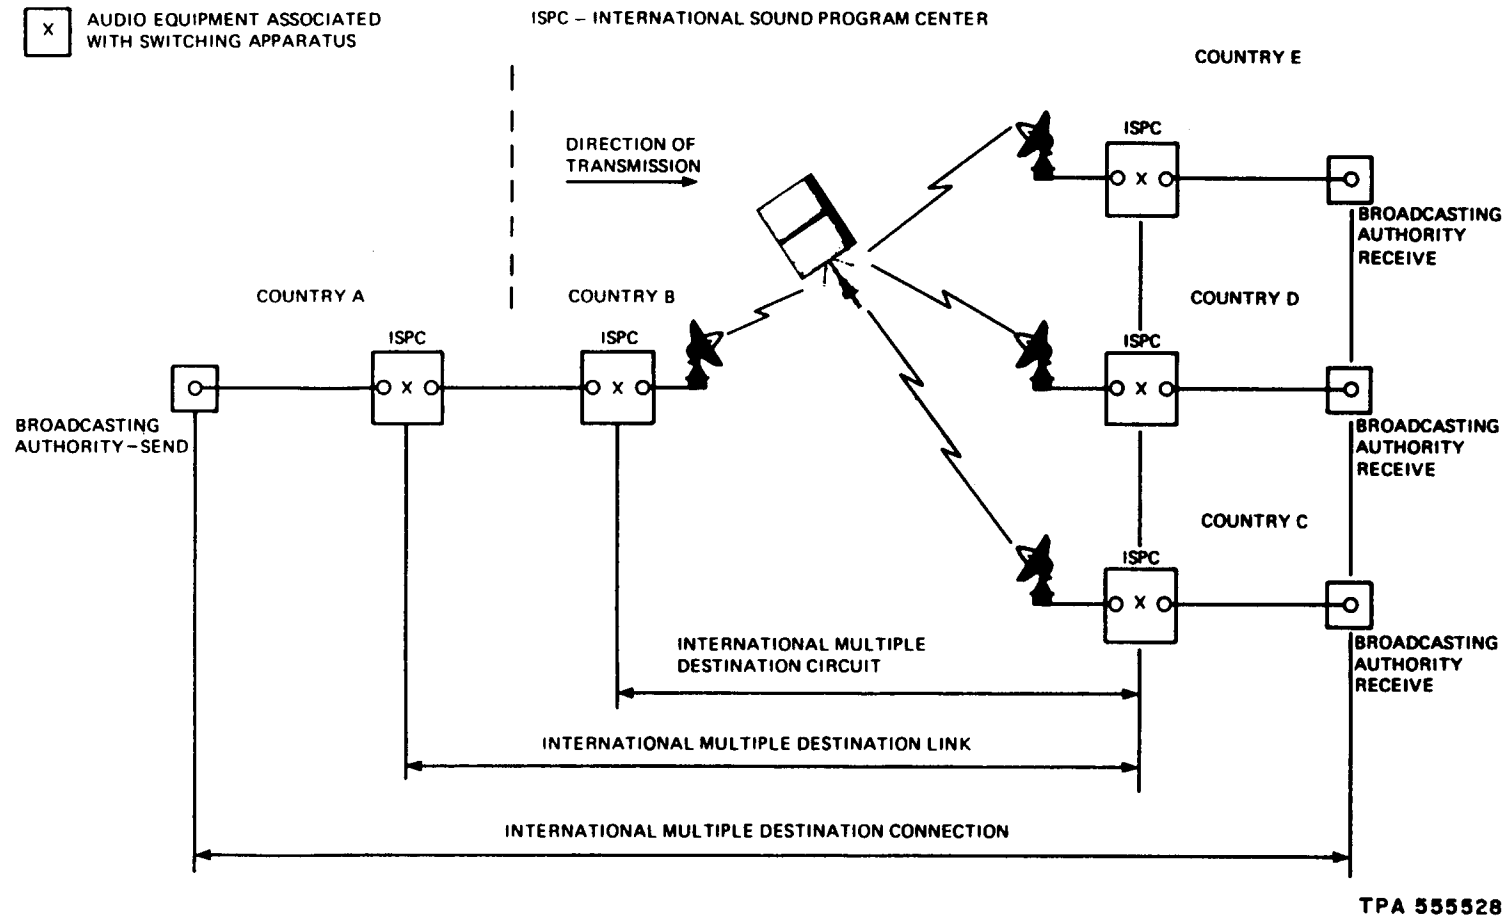 X
AUDIO EQUIPMENT ASSOCIATED
WITH SWITCHING APPARATUS
ISPC – INTERNATIONAL SOUND PROGRAM CENTER
COUNTRY E
DIRECTION OF
TRANSMISSION
ISPC
X
BROADCASTING
AUTHORITY
RECEIVE
COUNTRY A
COUNTRY B
COUNTRY D
ISPC
X
ISPC
X
ISPC
X
BROADCASTING
AUTHORITY–SEND
BROADCASTING
AUTHORITY
RECEIVE
COUNTRY C
ISPC
X
BROADCASTING
AUTHORITY
RECEIVE
INTERNATIONAL MULTIPLE
DESTINATION CIRCUIT
INTERNATIONAL MULTIPLE DESTINATION LINK
INTERNATIONAL MULTIPLE DESTINATION CONNECTION
TPA 555528